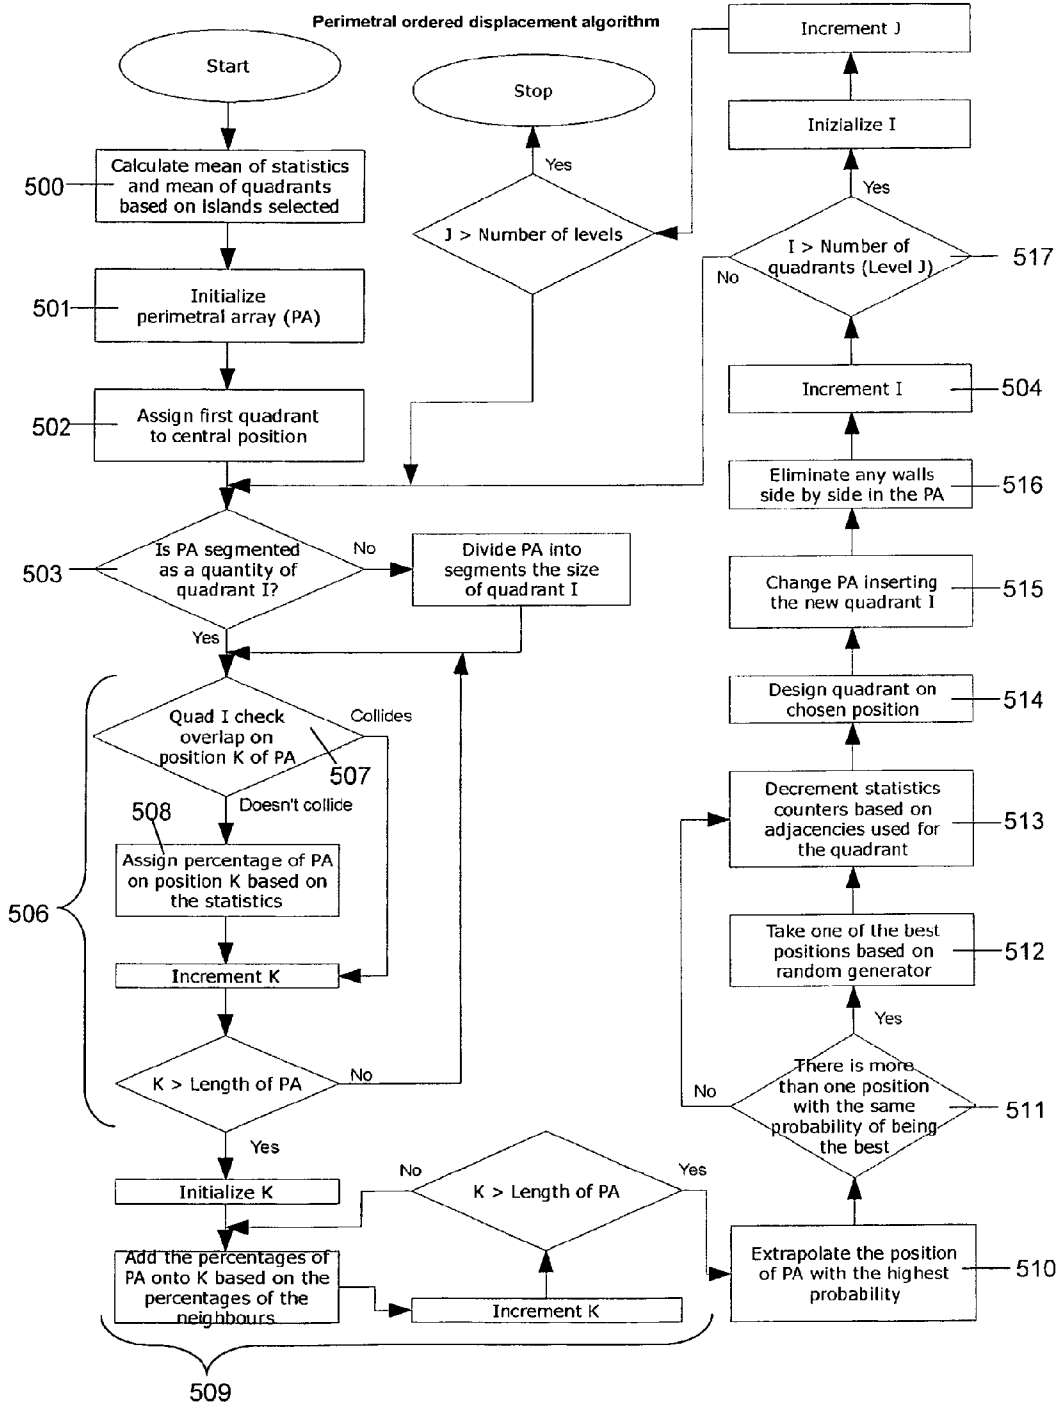 Perimetral ordered displacement algorithm
Start
500
Calculate mean of statistics
and mean of quadrants
based on islands selected
501
Initialize
perimetral array (PA)
502
Assign first quadrant
to central position
503
Is PA segmented
as a quantity of
quadrant I?
No
Divide PA into
segments the size
of quadrant I
Yes
506
Quad I check
overlap on
position K of PA
507
Collides
Doesn't collide
508
Assign percentage of PA
on position K based on
the statistics
Increment K
K > Length of PA
No
Yes
Initialize K
Add the percentages of
PA onto K based on the
percentages of the
neighbours
Increment K
K > Length of PA
No
Yes
509
Extrapolate the position
of PA with the highest
probability
510
There is more
than one position
with the same
probability of being
the best
511
No
Yes
Take one of the best
positions based on
random generator
512
Decrement statistics
counters based on
adjacencies used for
the quadrant
513
Design quadrant on
chosen position
514
Change PA inserting
the new quadrant I
515
Eliminate any walls
side by side in the PA
516
Increment I
504
I > Number of
quadrants (Level J)
517
No
Yes
Inizialize I
Increment J
J > Number of levels
Yes
Stop